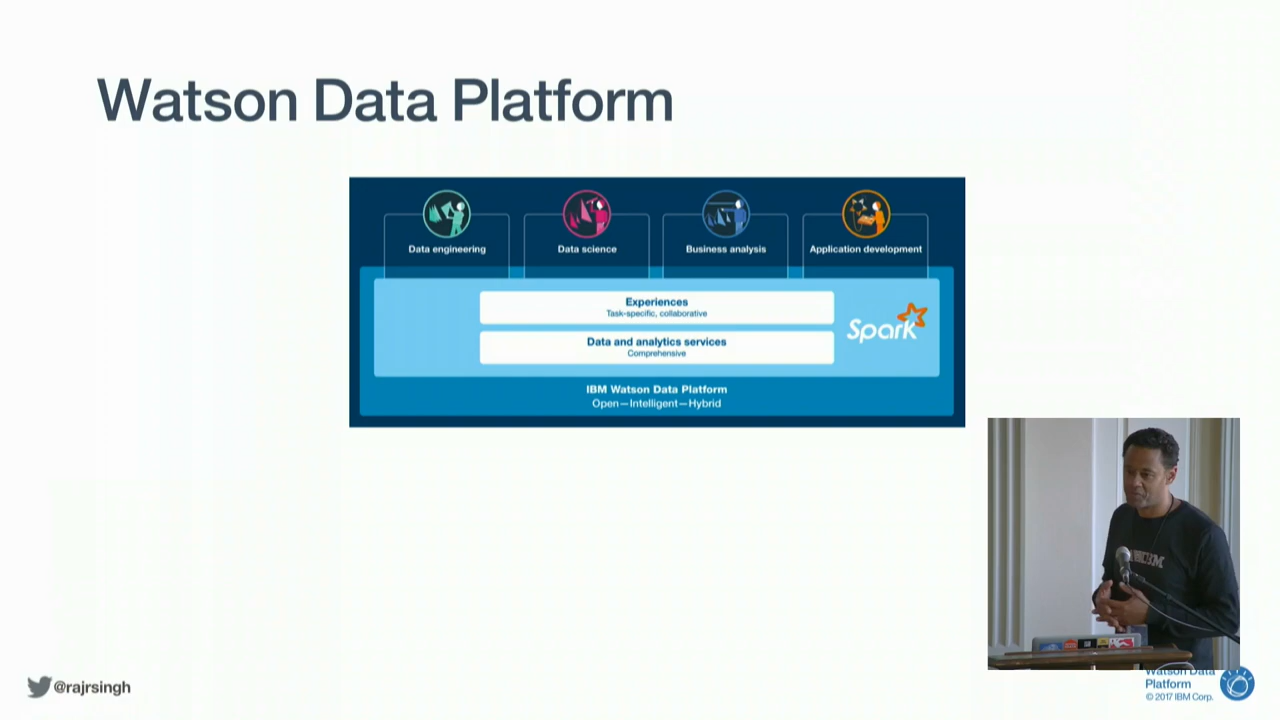 Watson Data Platform
Data engineering
Data science
Business analysis
Application development
Experiences
Task-specific, collaborative
Data and analytics services
Comprehensive
Spark
IBM Watson Data Platform
Open—Intelligent—Hybrid
@rajrsingh
Watson Data
Platform
© 2017 IBM Corp.